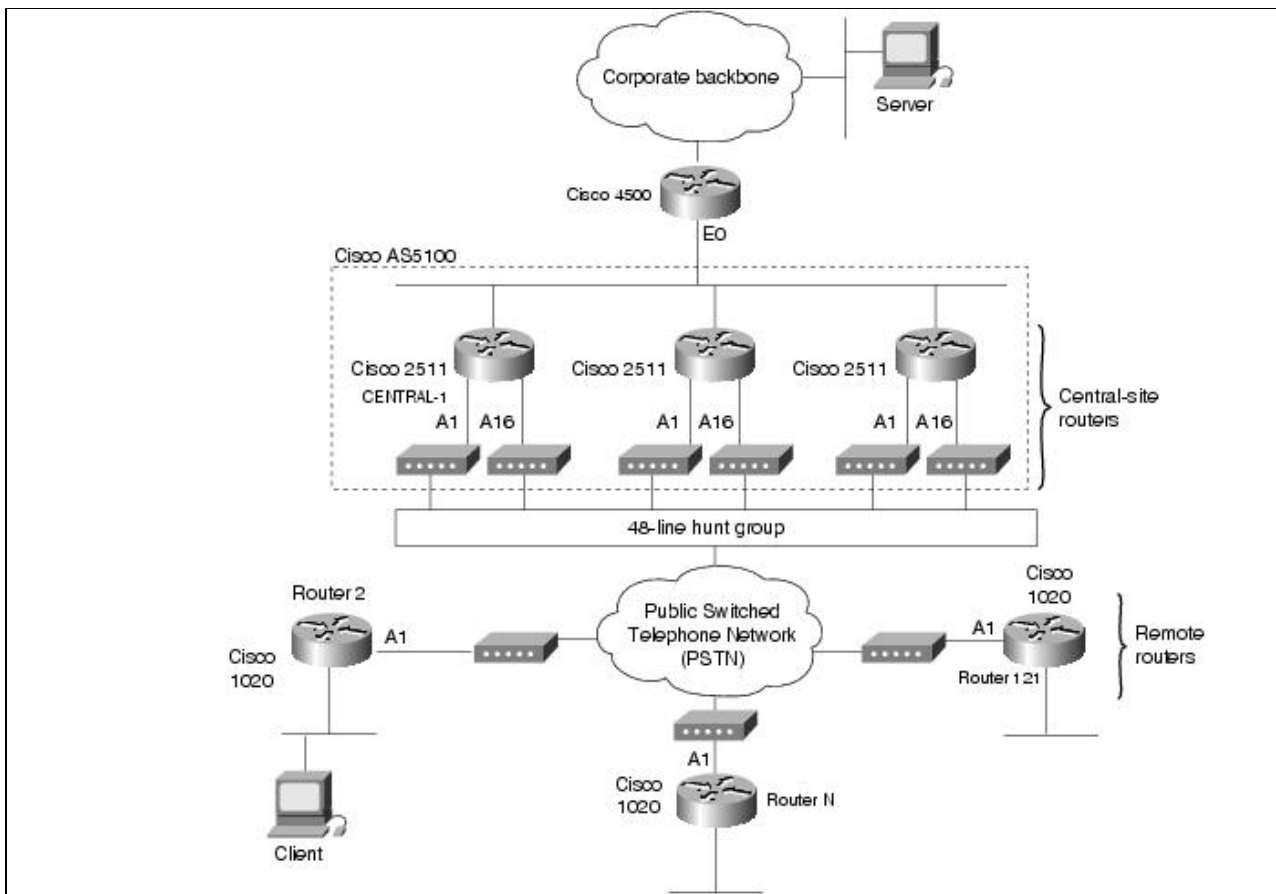 Corporate backbone
Server
Cisco 4500
E0
Cisco AS5100
Cisco 2511
CENTRAL-1
Cisco 2511
Cisco 2511
A1
A16
A1
A16
A1
A16
Central-site
routers
48-line hunt group
Router 2
A1
Cisco
1020
Public Switched
Telephone Network
(PSTN)
Cisco
1020
A1
Router 121
Remote
routers
A1
Cisco
1020
Router N
Client